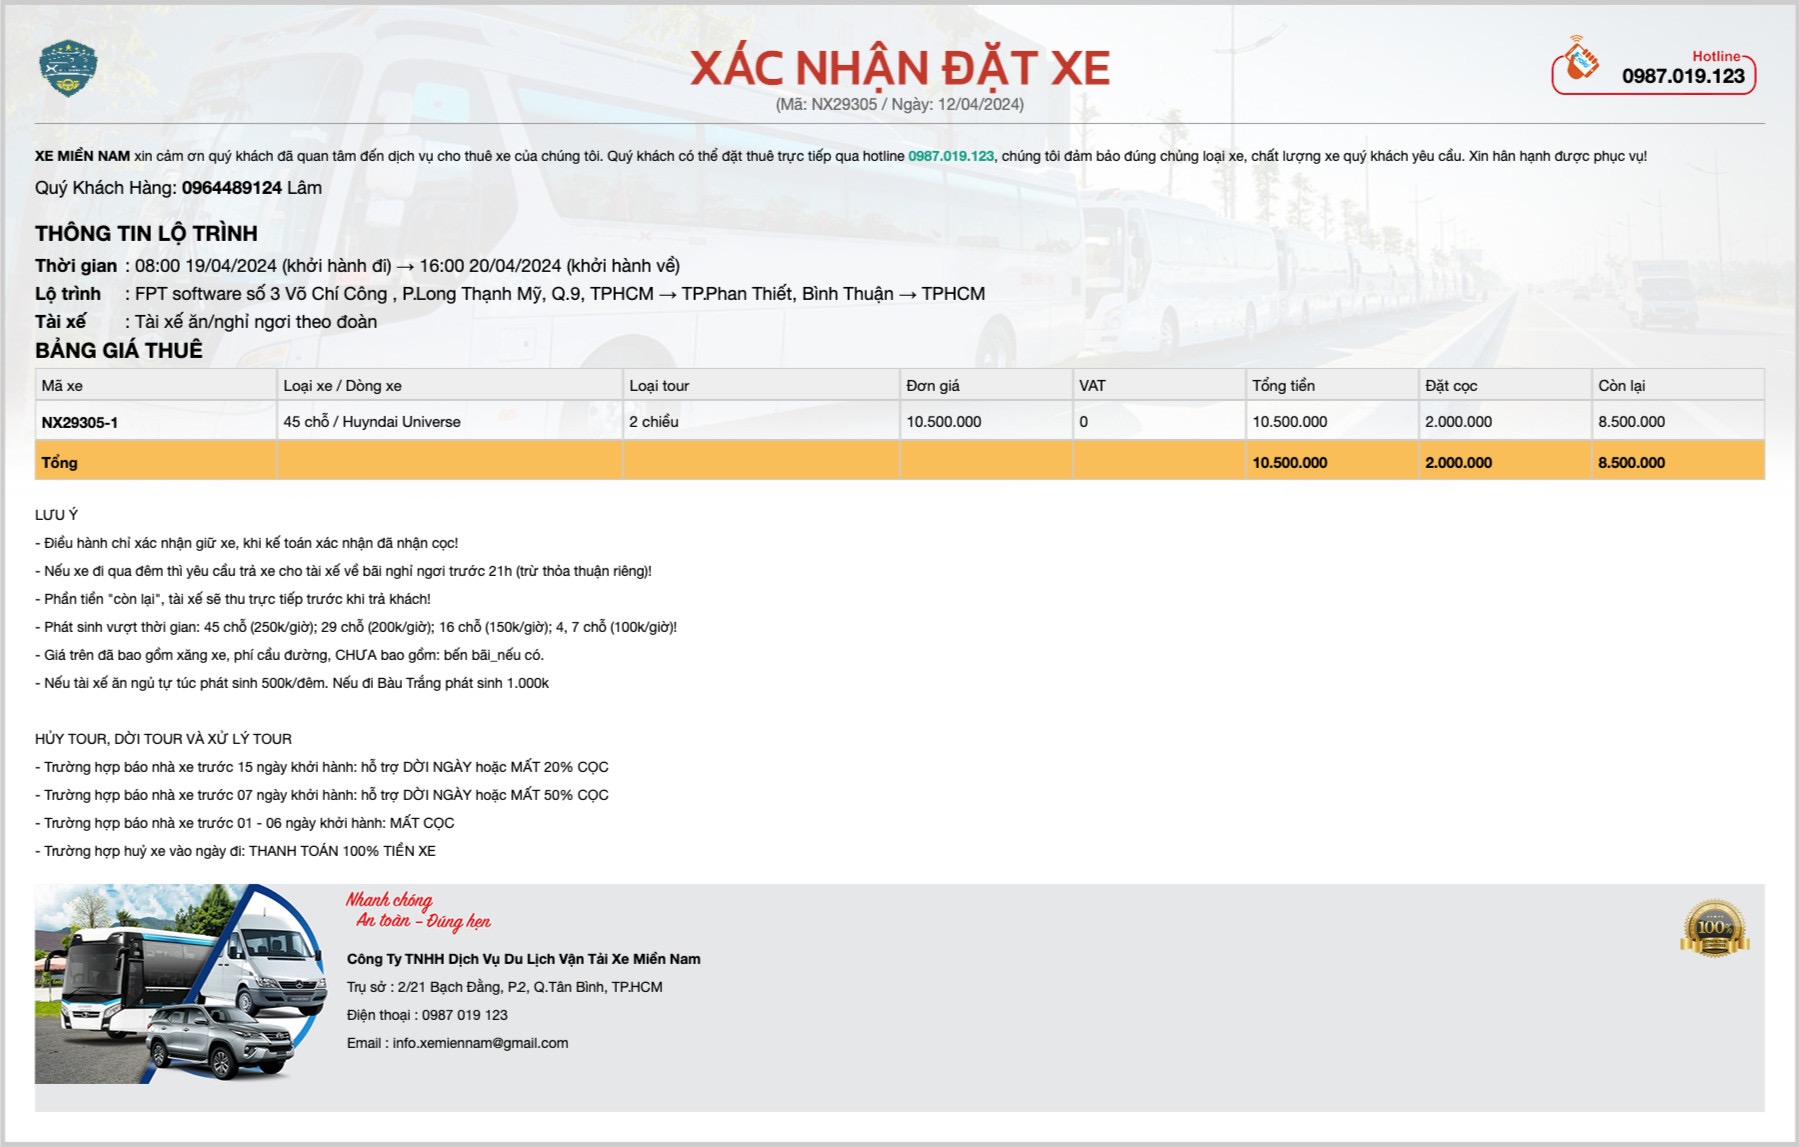 XÁC NHẬN ĐẶT XE
(Mã: NX29305 / Ngày: 12/04/2024)
Hotline
0987.019.123
XE MIỀN NAM xin cảm ơn quý khách đã quan tâm đến dịch vụ cho thuê xe của chúng tôi. Quý khách có thể đặt thuê trực tiếp qua hotline 0987.019.123, chúng tôi đảm bảo đúng chủng loại xe, chất lượng xe quý khách yêu cầu. Xin hân hạnh được phục vụ!
Quý Khách Hàng: 0964489124 Lâm
THÔNG TIN LỘ TRÌNH
Thời gian : 08:00 19/04/2024 (khởi hành đi) → 16:00 20/04/2024 (khởi hành về)
Lộ trình : FPT software số 3 Võ Chí Công , P.Long Thạnh Mỹ, Q.9, TPHCM → TP.Phan Thiết, Bình Thuận → TPHCM
Tài xế : Tài xế ăn/nghỉ ngơi theo đoàn
BẢNG GIÁ THUÊ
Mã xe Loại xe / Dòng xe Loại tour Đơn giá VAT Tổng tiền Đặt cọc Còn lại
NX29305-1 45 chỗ / Huyndai Universe 2 chiều 10.500.000 0 10.500.000 2.000.000 8.500.000
Tổng 10.500.000 2.000.000 8.500.000
LƯU Ý
- Điều hành chỉ xác nhận giữ xe, khi kế toán xác nhận đã nhận cọc!
- Nếu xe đi qua đêm thì yêu cầu trả xe cho tài xế về bãi nghỉ ngơi trước 21h (trừ thỏa thuận riêng)!
- Phần tiền "còn lại", tài xế sẽ thu trực tiếp trước khi trả khách!
- Phát sinh vượt thời gian: 45 chỗ (250k/giờ); 29 chỗ (200k/giờ); 16 chỗ (150k/giờ); 4, 7 chỗ (100k/giờ)!
- Giá trên đã bao gồm xăng xe, phí cầu đường, CHƯA bao gồm: bến bãi_nếu có.
- Nếu tài xế ăn ngủ tự túc phát sinh 500k/đêm. Nếu đi Bàu Trắng phát sinh 1.000k
HỦY TOUR, DỜI TOUR VÀ XỬ LÝ TOUR
- Trường hợp báo nhà xe trước 15 ngày khởi hành: hỗ trợ DỜI NGÀY hoặc MẤT 20% CỌC
- Trường hợp báo nhà xe trước 07 ngày khởi hành: hỗ trợ DỜI NGÀY hoặc MẤT 50% CỌC
- Trường hợp báo nhà xe trước 01 - 06 ngày khởi hành: MẤT CỌC
- Trường hợp huỷ xe vào ngày đi: THANH TOÁN 100% TIỀN XE
Nhanh chóng
An toàn - Đúng hẹn
100%
Công Ty TNHH Dịch Vụ Du Lịch Vận Tải Xe Miền Nam
Trụ sở : 2/21 Bạch Đằng, P.2, Q.Tân Bình, TP.HCM
Điện thoại : 0987 019 123
Email : info.xemiennam@gmail.com